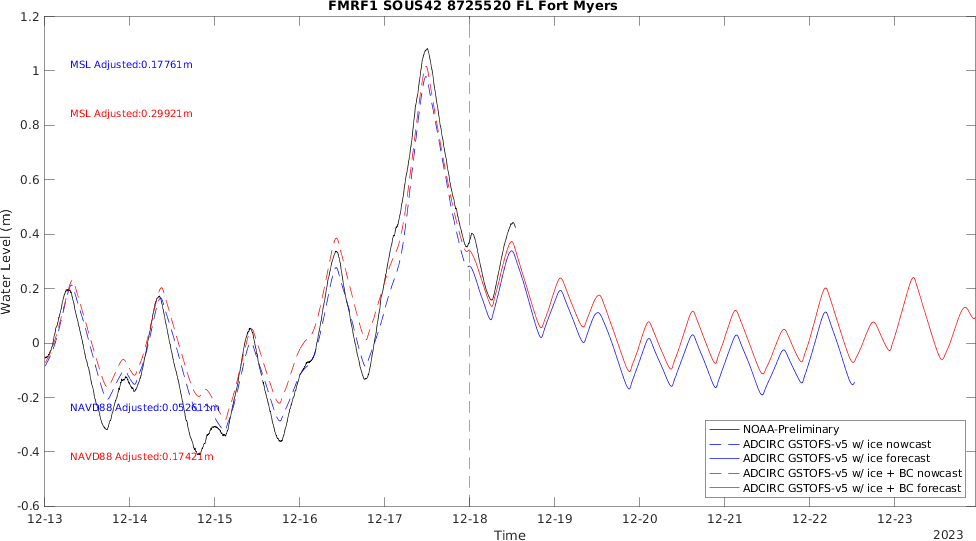 FMRF1 SOUS42 8725520 FL Fort Myers
1.2
1
0.8
0.6
0.4
0.2
0
-0.2
-0.4
-0.6
Water Level (m)
MSL Adjusted:0.17761m
MSL Adjusted:0.29921m
NAVD88 Adjusted:0.052611m
NAVD88 Adjusted:0.17421m
NOAA-Preliminary
ADCIRC GSTOFS-v5 w/ ice nowcast
ADCIRC GSTOFS-v5 w/ ice forecast
ADCIRC GSTOFS-v5 w/ ice + BC nowcast
ADCIRC GSTOFS-v5 w/ ice + BC forecast
12-13 12-14 12-15 12-16 12-17 12-18 12-19 12-20 12-21 12-22 12-23
Time
2023